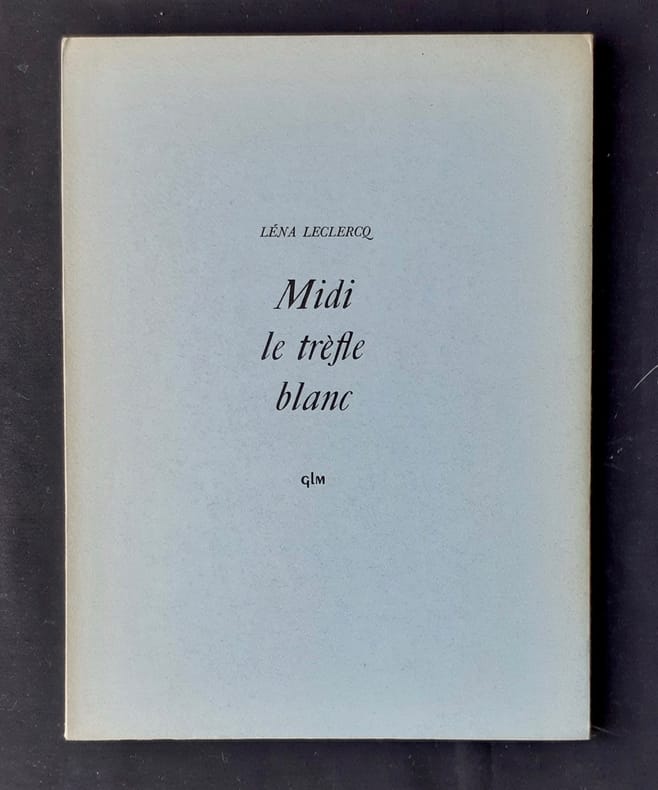 LÉNA LECLERCQ
Midi
le trèfle
blanc
GLM